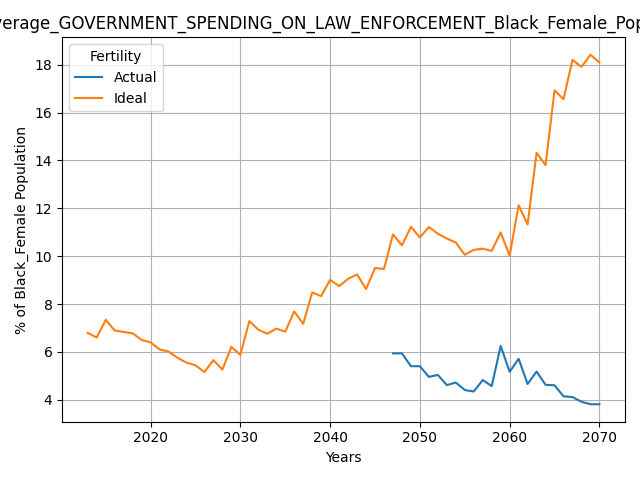 verage_GOVERNMENT_SPENDING_ON_LAW_ENFORCEMENT_Black_Female_Pop
Fertility
Actual
Ideal
% of Black_Female Population
18
16
14
12
10
8
6
4
2020 2030 2040 2050 2060 2070
Years